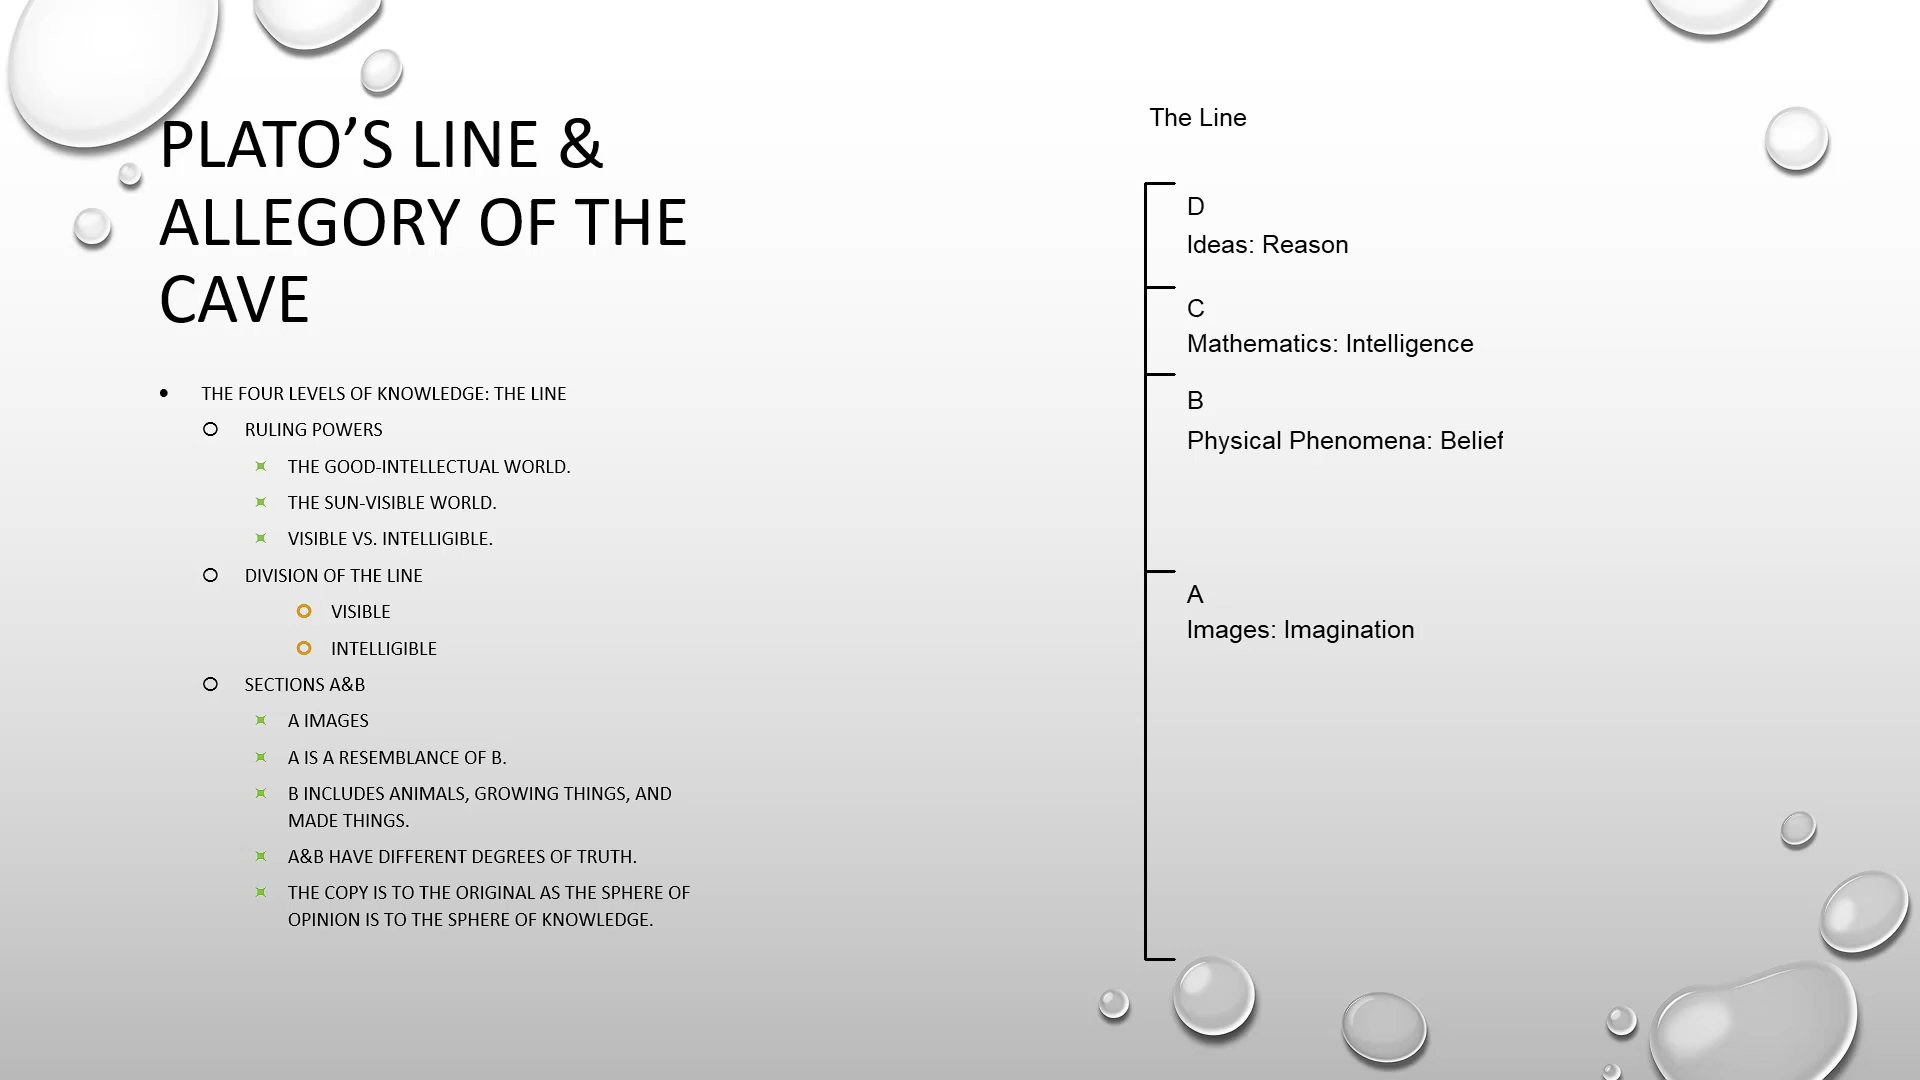 PLATO’S LINE &
ALLEGORY OF THE
CAVE
• THE FOUR LEVELS OF KNOWLEDGE: THE LINE
RULING POWERS
THE GOOD-INTELLECTUAL WORLD.
THE SUN-VISIBLE WORLD.
VISIBLE VS. INTELLIGIBLE.
DIVISION OF THE LINE
VISIBLE
INTELLIGIBLE
SECTIONS A&B
A IMAGES
A IS A RESEMBLANCE OF B.
B INCLUDES ANIMALS, GROWING THINGS, AND
MADE THINGS.
A&B HAVE DIFFERENT DEGREES OF TRUTH.
THE COPY IS TO THE ORIGINAL AS THE SPHERE OF
OPINION IS TO THE SPHERE OF KNOWLEDGE.
The Line
D
Ideas: Reason
C
Mathematics: Intelligence
B
Physical Phenomena: Belief
A
Images: Imagination